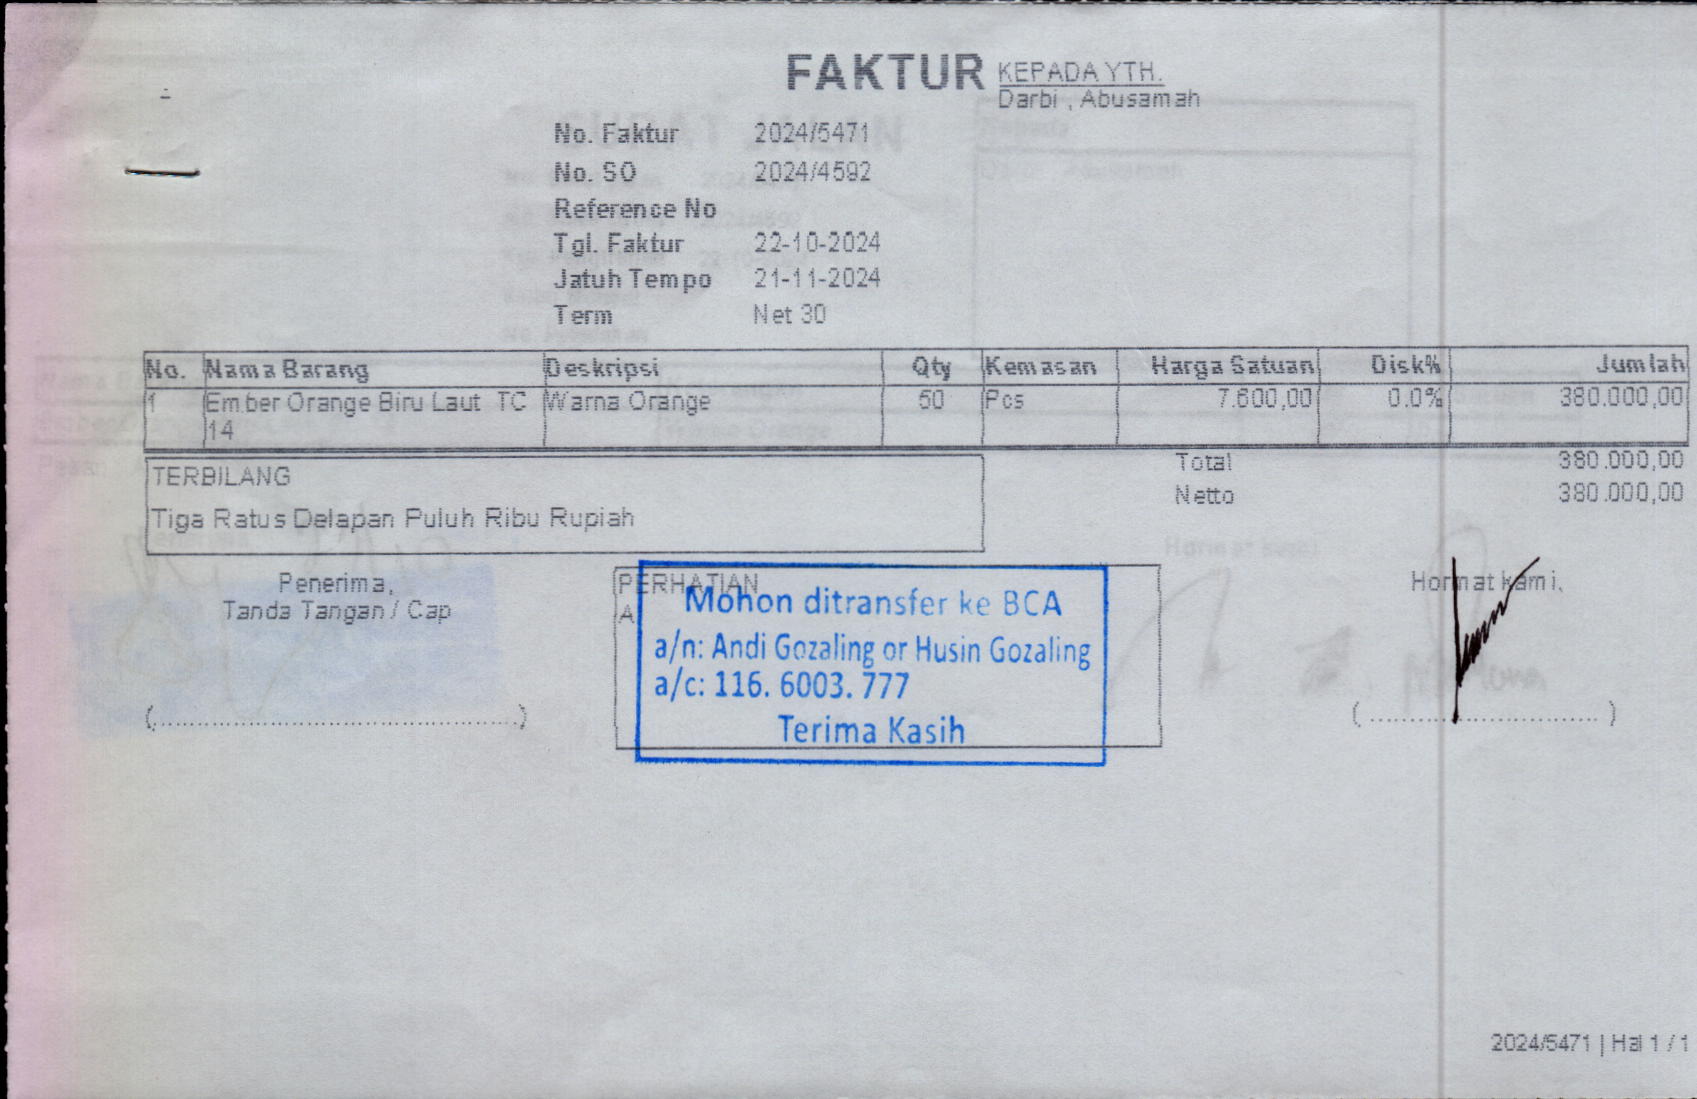 FAKTUR
KEPADA YTH.
Darbi , Abusamah
No. Faktur 2024/5471
No. SO 2024/4592
Reference No
Tgl. Faktur 22-10-2024
Jatuh Tempo 21-11-2024
Term Net 30
No. Nama Barang Deskripsi Qty Kemasan Harga Satuan Disk% Jumlah
1 Ember Orange Biru Laut TC Warna Orange 50 Pcs 7.600,00 0.0% 380.000,00
14
TERBILANG
Tiga Ratus Delapan Puluh Ribu Rupiah
Total 380.000,00
Netto 380.000,00
Penerima,
Tanda Tangan / Cap
(........................................)
PERHATIAN
A
Mohon ditransfer ke BCA
a/n: Andi Gozaling or Husin Gozaling
a/c: 116. 6003. 777
Terima Kasih
Hormat kami,
(.............................)
2024/5471 | Hal 1 / 1